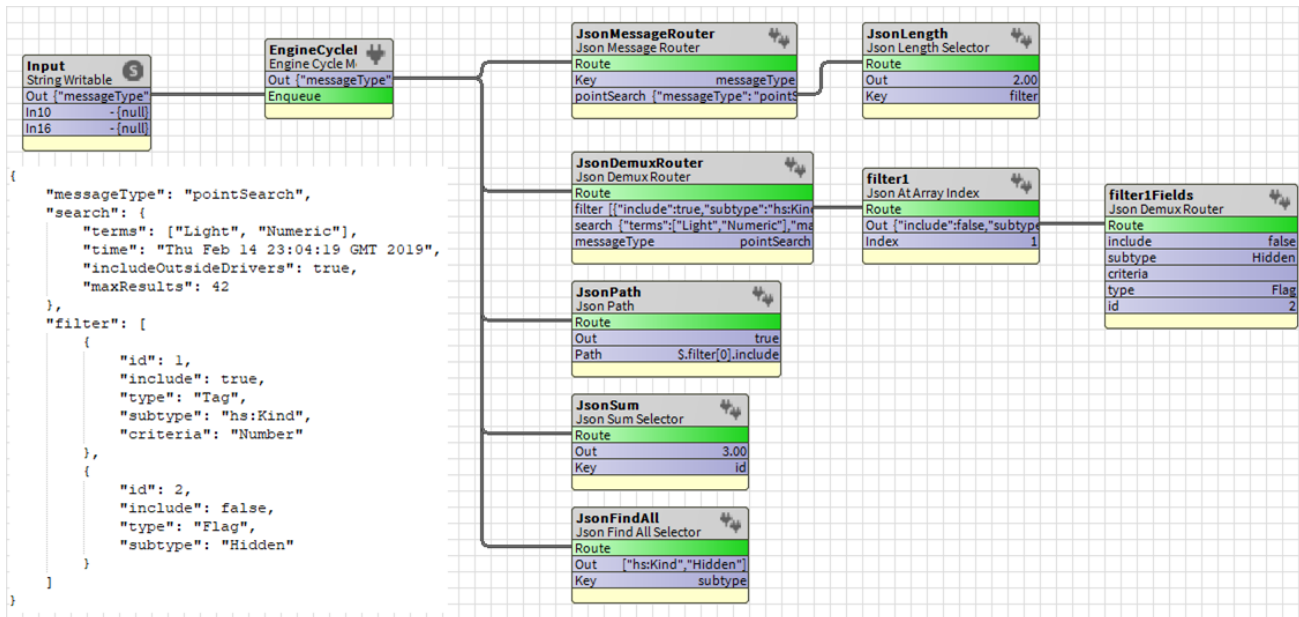 Input
String Writable
Out {"messageType"
In10 - {null}
In16 - {null}
EngineCycleI
Engine Cycle M
Out {"messageType"
Enqueue
JsonMessageRouter
Json Message Router
Route
Key messageType
pointSearch {"messageType":"pointS
JsonLength
Json Length Selector
Route
Out 2.00
Key filter
JsonDemuxRouter
Json Demux Router
Route
filter [{"include":true,"subtype":"hs:Kin
search {"terms":["Light","Numeric"],"ma
messageType pointSearch
filter1
Json At Array Index
Route
Out {"include":false,"subtype
Index 1
filter1Fields
Json Demux Router
Route
include false
subtype Hidden
criteria
type Flag
id 2
JsonPath
Json Path
Route
Out true
Path $.filter[0].include
JsonSum
Json Sum Selector
Route
Out 3.00
Key id
JsonFindAll
Json Find All Selector
Route
Out ["hs:Kind","Hidden"]
Key subtype
{
"messageType": "pointSearch",
"search": {
"terms": ["Light", "Numeric"],
"time": "Thu Feb 14 23:04:19 GMT 2019",
"includeOutsideDrivers": true,
"maxResults": 42
},
"filter": [
{
"id": 1,
"include": true,
"type": "Tag",
"subtype": "hs:Kind",
"criteria": "Number"
},
{
"id": 2,
"include": false,
"type": "Flag",
"subtype": "Hidden"
}
]
}